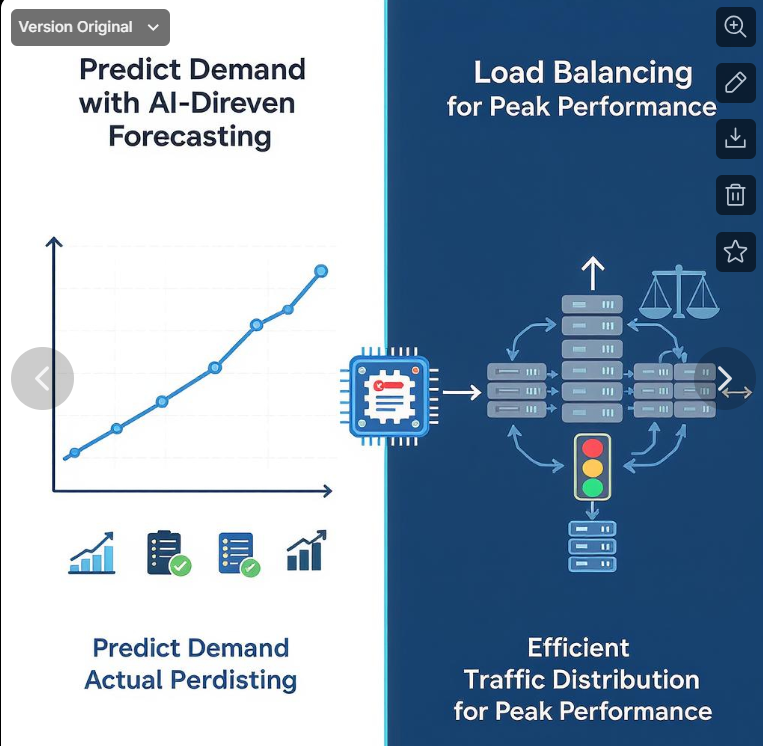 Version Original
Predict Demand
with AI-Direven
Forecasting
Load Balancing
for Peak Performance
Predict Demand
Actual Perdisting
Efficient
Traffic Distribution
for Peak Performance